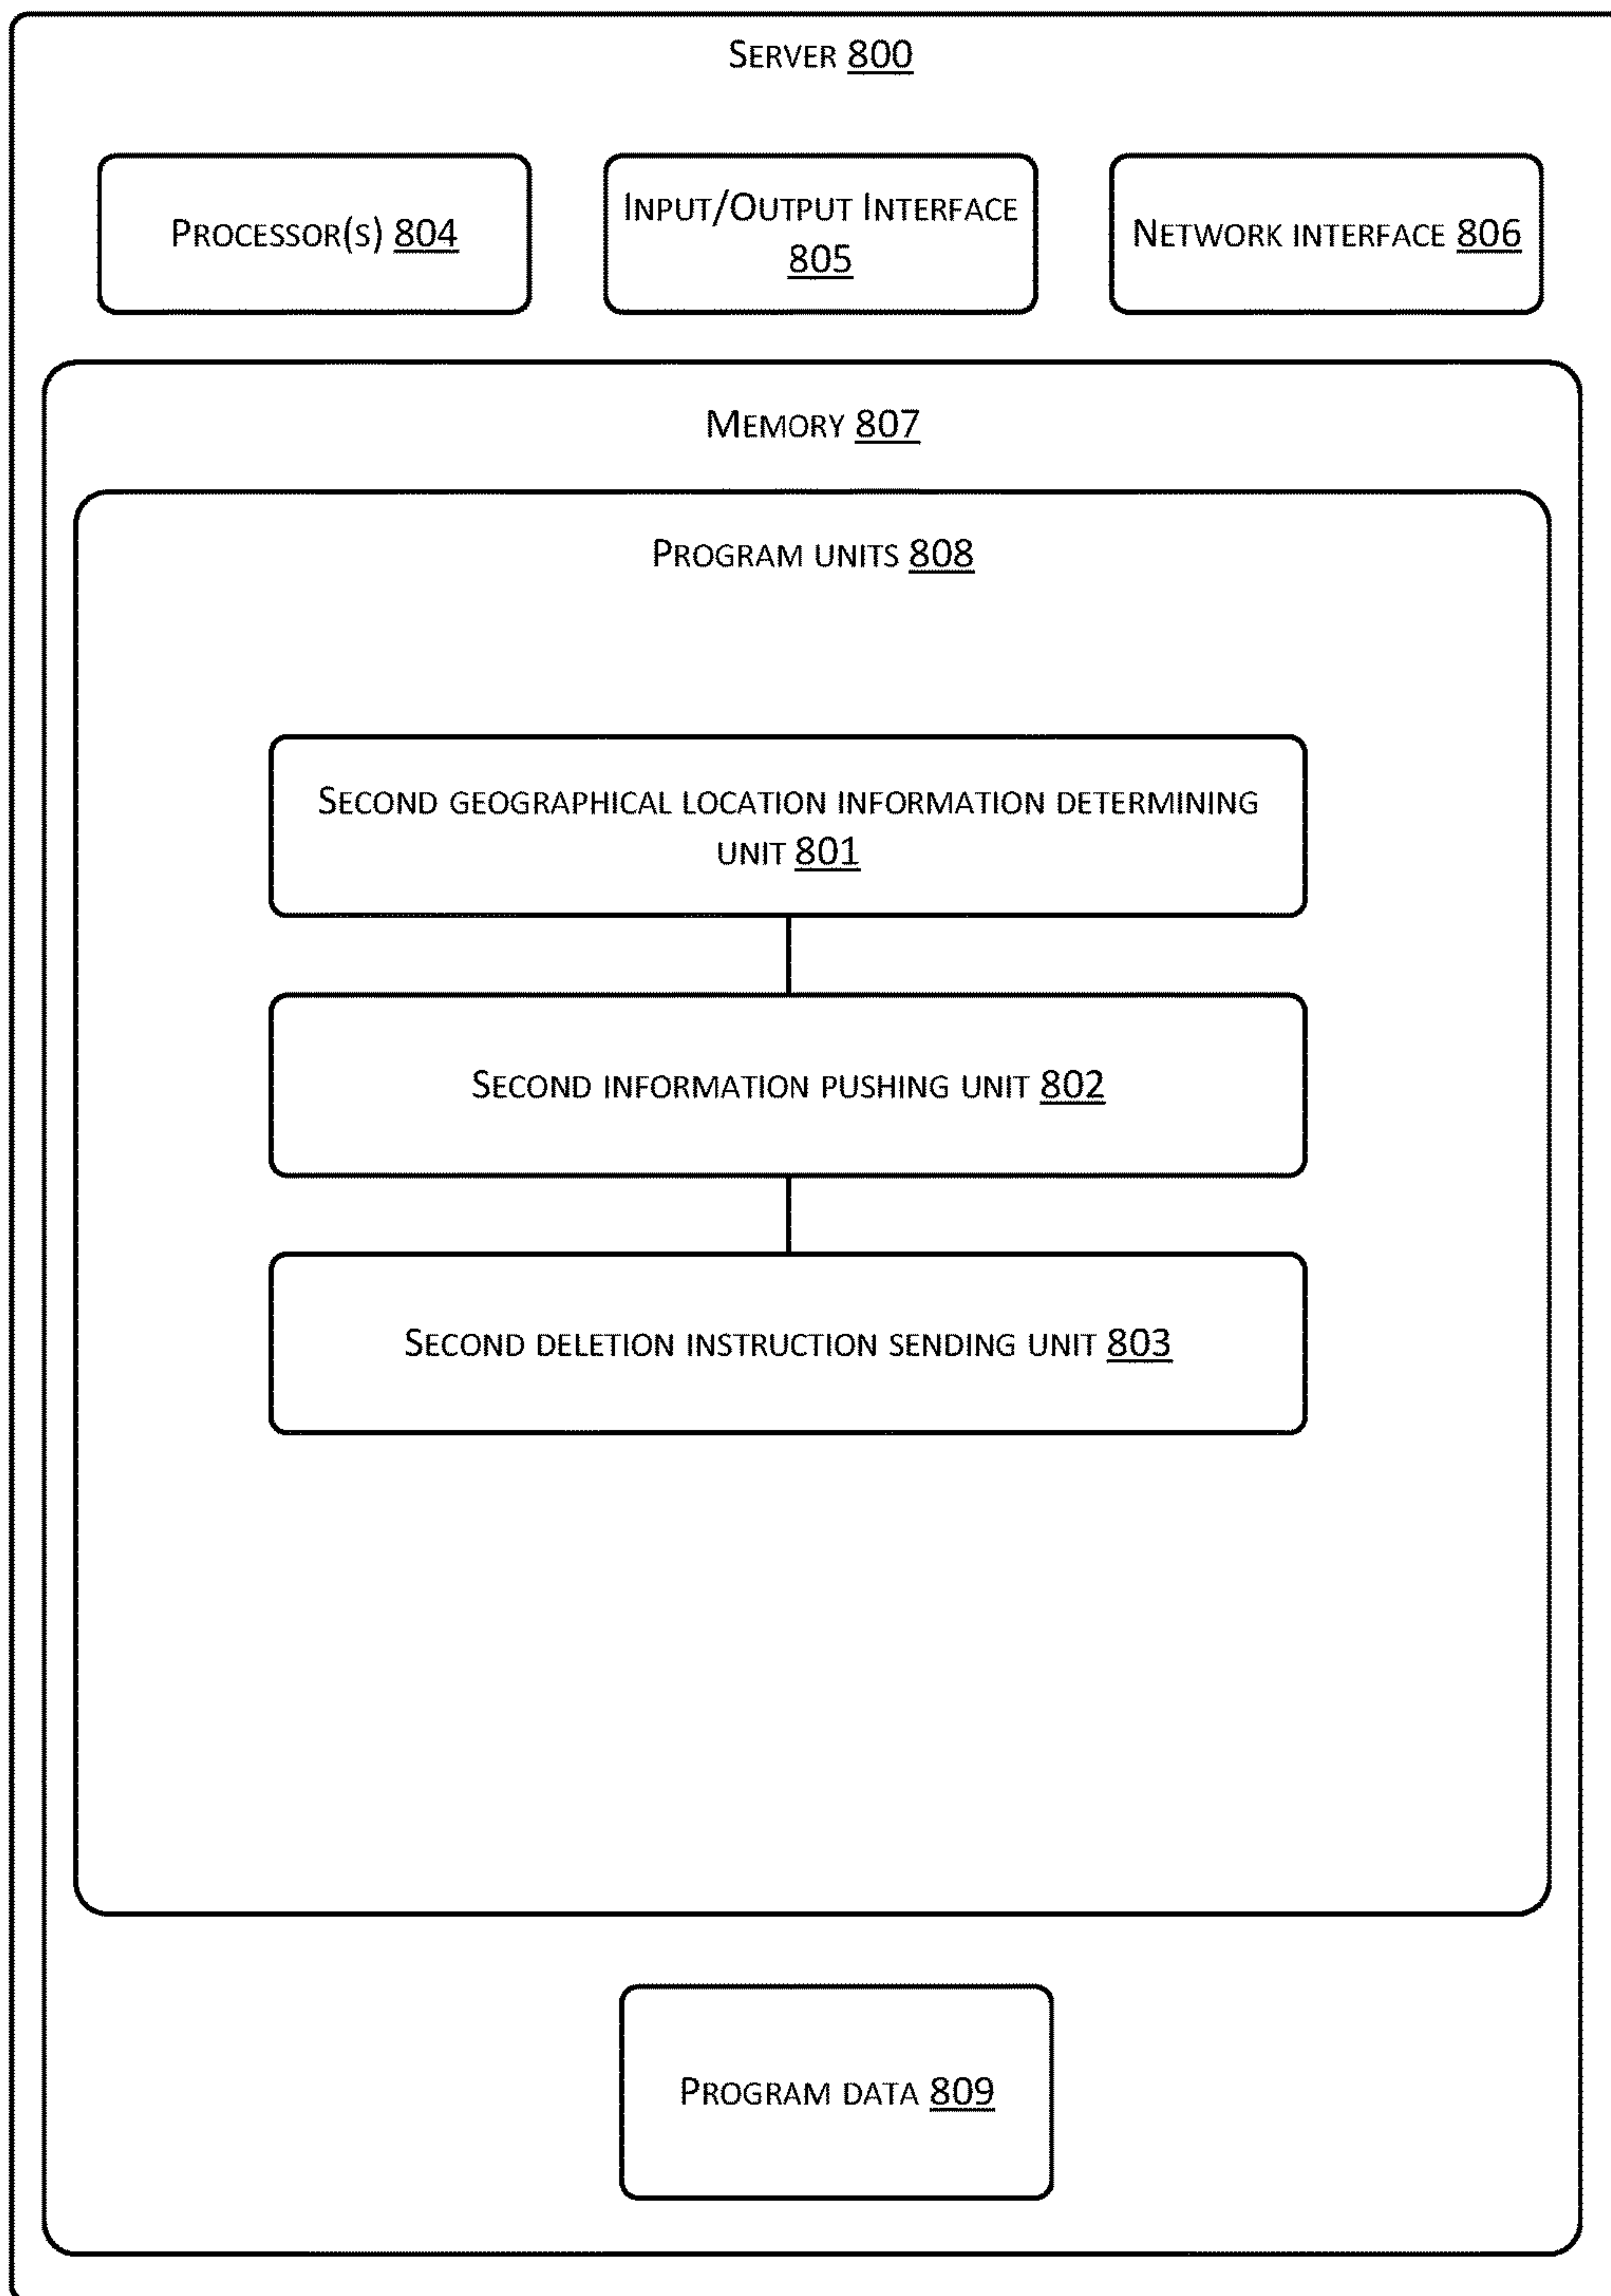 SERVER 800
PROCESSOR(S) 804
INPUT/OUTPUT INTERFACE
805
NETWORK INTERFACE 806
MEMORY 807
PROGRAM UNITS 808
SECOND GEOGRAPHICAL LOCATION INFORMATION DETERMINING
UNIT 801
SECOND INFORMATION PUSHING UNIT 802
SECOND DELETION INSTRUCTION SENDING UNIT 803
PROGRAM DATA 809